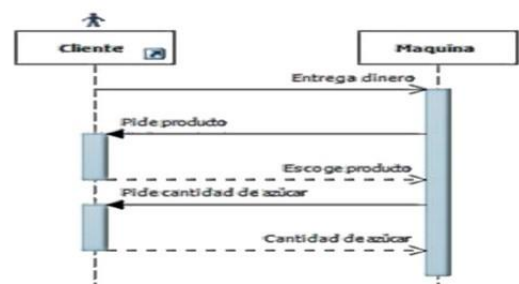 Cliente
Maquina
Entrega dinero
Pide producto
Escoge producto
Pide cantidad de azúcar
Cantidad de azúcar